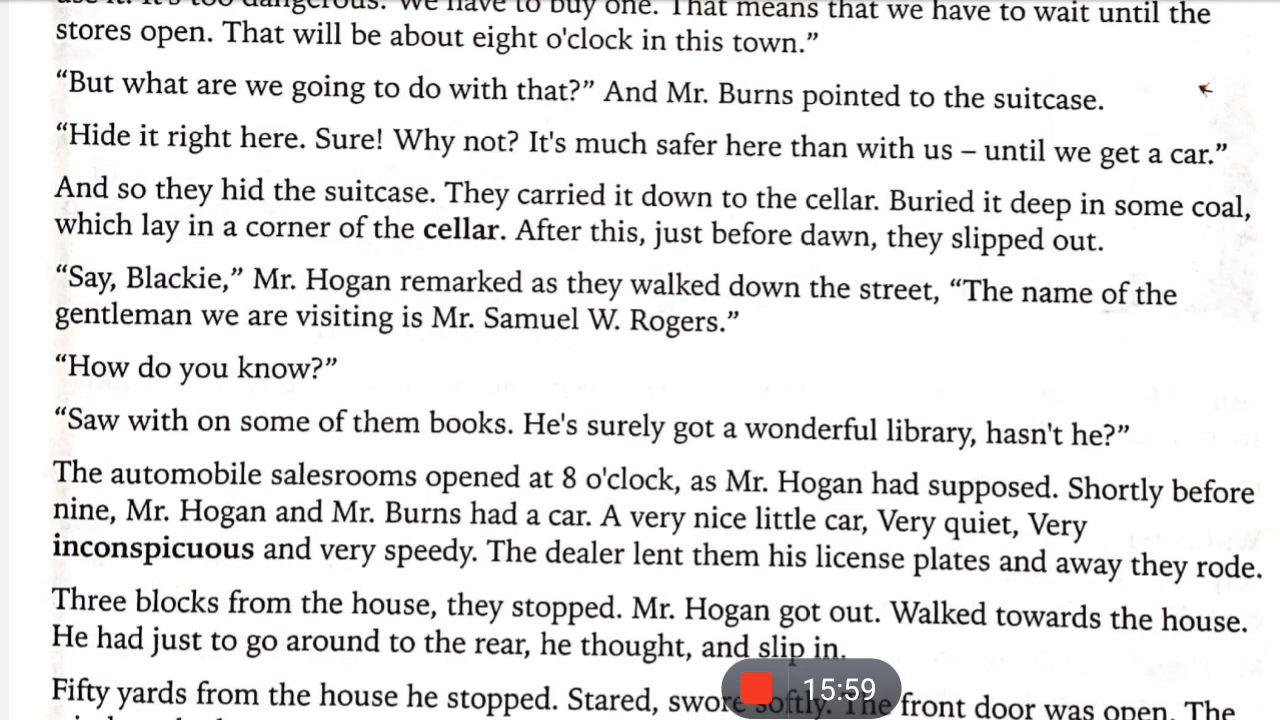 use it. It's too dangerous. We have to buy one. That means that we have to wait until the
stores open. That will be about eight o'clock in this town.”
“But what are we going to do with that?” And Mr. Burns pointed to the suitcase.
“Hide it right here. Sure! Why not? It's much safer here than with us – until we get a car.”
And so they hid the suitcase. They carried it down to the cellar. Buried it deep in some coal,
which lay in a corner of the cellar. After this, just before dawn, they slipped out.
“Say, Blackie,” Mr. Hogan remarked as they walked down the street, “The name of the
gentleman we are visiting is Mr. Samuel W. Rogers.”
“How do you know?”
“Saw with on some of them books. He's surely got a wonderful library, hasn't he?”
The automobile salesrooms opened at 8 o'clock, as Mr. Hogan had supposed. Shortly before
nine, Mr. Hogan and Mr. Burns had a car. A very nice little car, Very quiet, Very
inconspicuous and very speedy. The dealer lent them his license plates and away they rode.
Three blocks from the house, they stopped. Mr. Hogan got out. Walked towards the house.
He had just to go around to the rear, he thought, and slip in.
Fifty yards from the house he stopped. Stared, swore softly. The front door was open. The
15:59